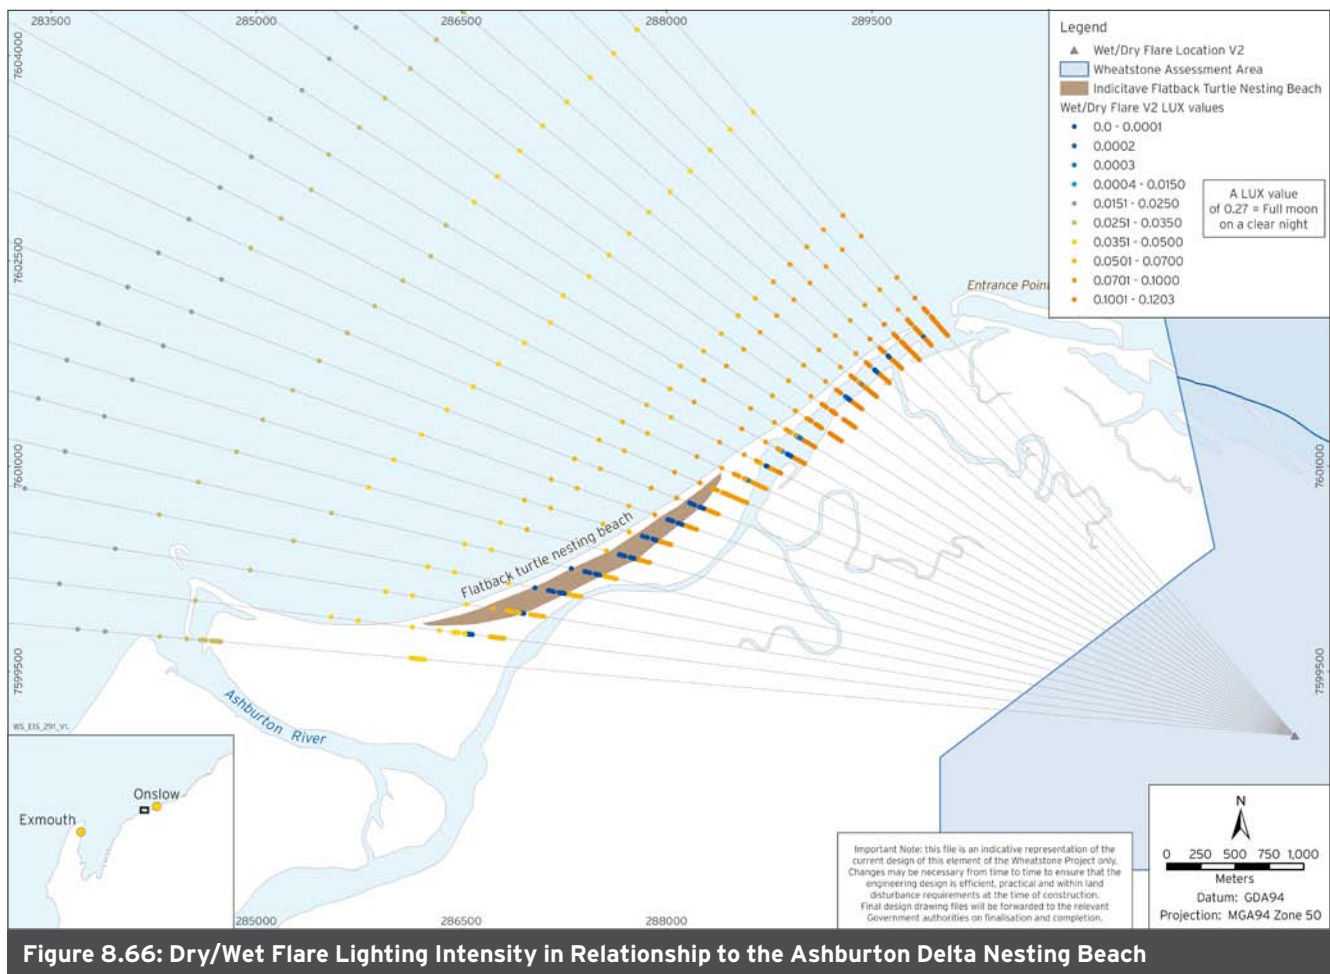 283500
285000
286500
288000
289500
7604000
7602500
7601000
7599500
7601000
7599500
Legend
Wet/Dry Flare Location V2
Wheatstone Assessment Area
Indicitave Flatback Turtle Nesting Beach
Wet/Dry Flare V2 LUX values
0.0 - 0.0001
0.0002
0.0003
0.0004 - 0.0150
0.0151 - 0.0250
0.0251 - 0.0350
0.0351 - 0.0500
0.0501 - 0.0700
0.0701 - 0.1000
0.1001 - 0.1203
A LUX value
of 0.27 = Full moon
on a clear night
Entrance Point
Flatback turtle nesting beach
Ashburton River
WS_EIS_291_V1
Onslow
Exmouth
285000
286500
288000
Important Note: this file is an indicative representation of the
current design of this element of the Wheatstone Project only.
Changes may be necessary from time to time to ensure that the
engineering design is efficient, practical and within land
disturbance requirements at the time of construction.
Final design drawing files will be forwarded to the relevant
Government authorities on finalisation and completion.
N
0 250 500 750 1,000
Meters
Datum: GDA94
Projection: MGA94 Zone 50
Figure 8.66: Dry/Wet Flare Lighting Intensity in Relationship to the Ashburton Delta Nesting Beach